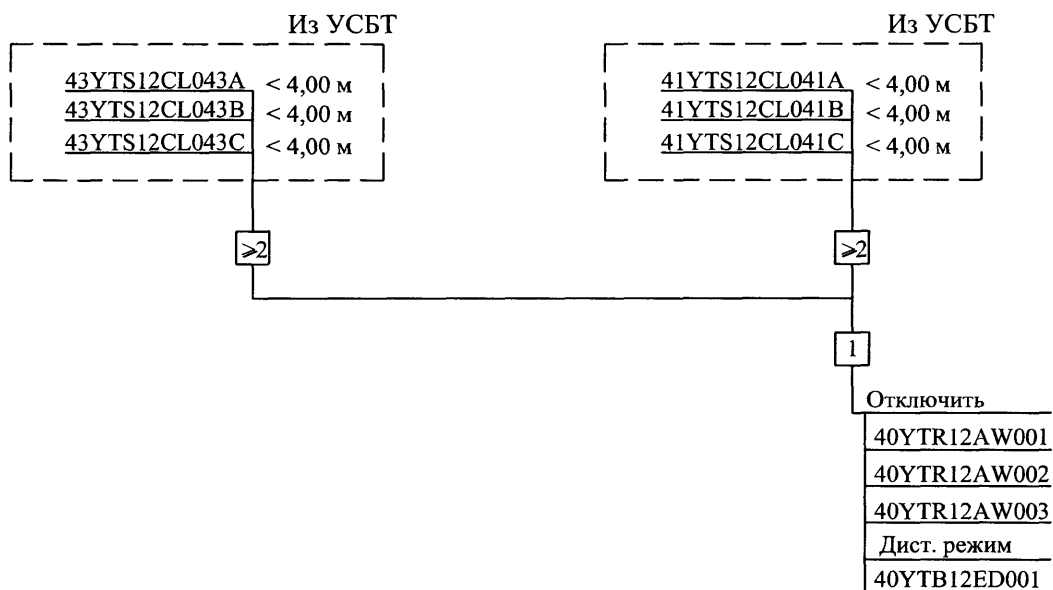 Из УСБТ
43YTS12CL043A < 4,00 м
43YTS12CL043B < 4,00 м
43YTS12CL043C < 4,00 м
Из УСБТ
41YTS12CL041A < 4,00 м
41YTS12CL041B < 4,00 м
41YTS12CL041C < 4,00 м
⩾2
⩾2
1
Отключить
40YTR12AW001
40YTR12AW002
40YTR12AW003
Дист. режим
40YTB12ED001